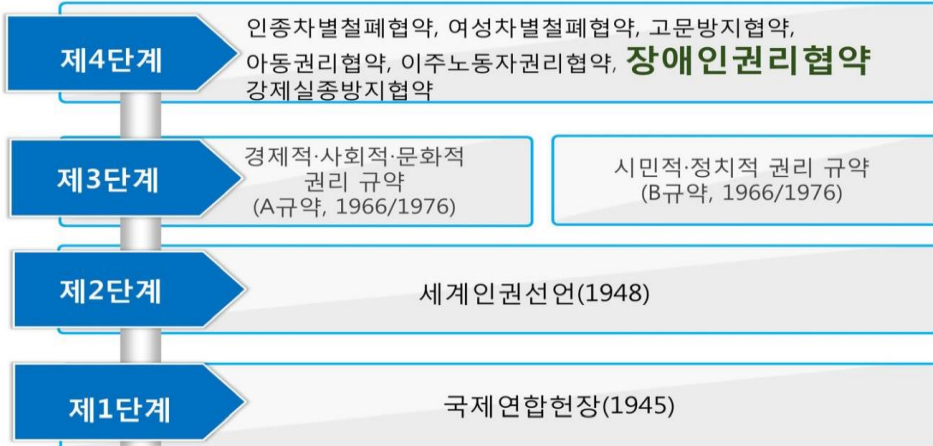 제4단계
인종차별철폐협약, 여성차별철폐협약, 고문방지협약,
아동권리협약, 이주노동자권리협약, 장애인권리협약
강제실종방지협약
제3단계
경제적·사회적·문화적
권리 규약
(A규약, 1966/1976)
시민적·정치적 권리 규약
(B규약, 1966/1976)
제2단계
세계인권선언(1948)
제1단계
국제연합헌장(1945)